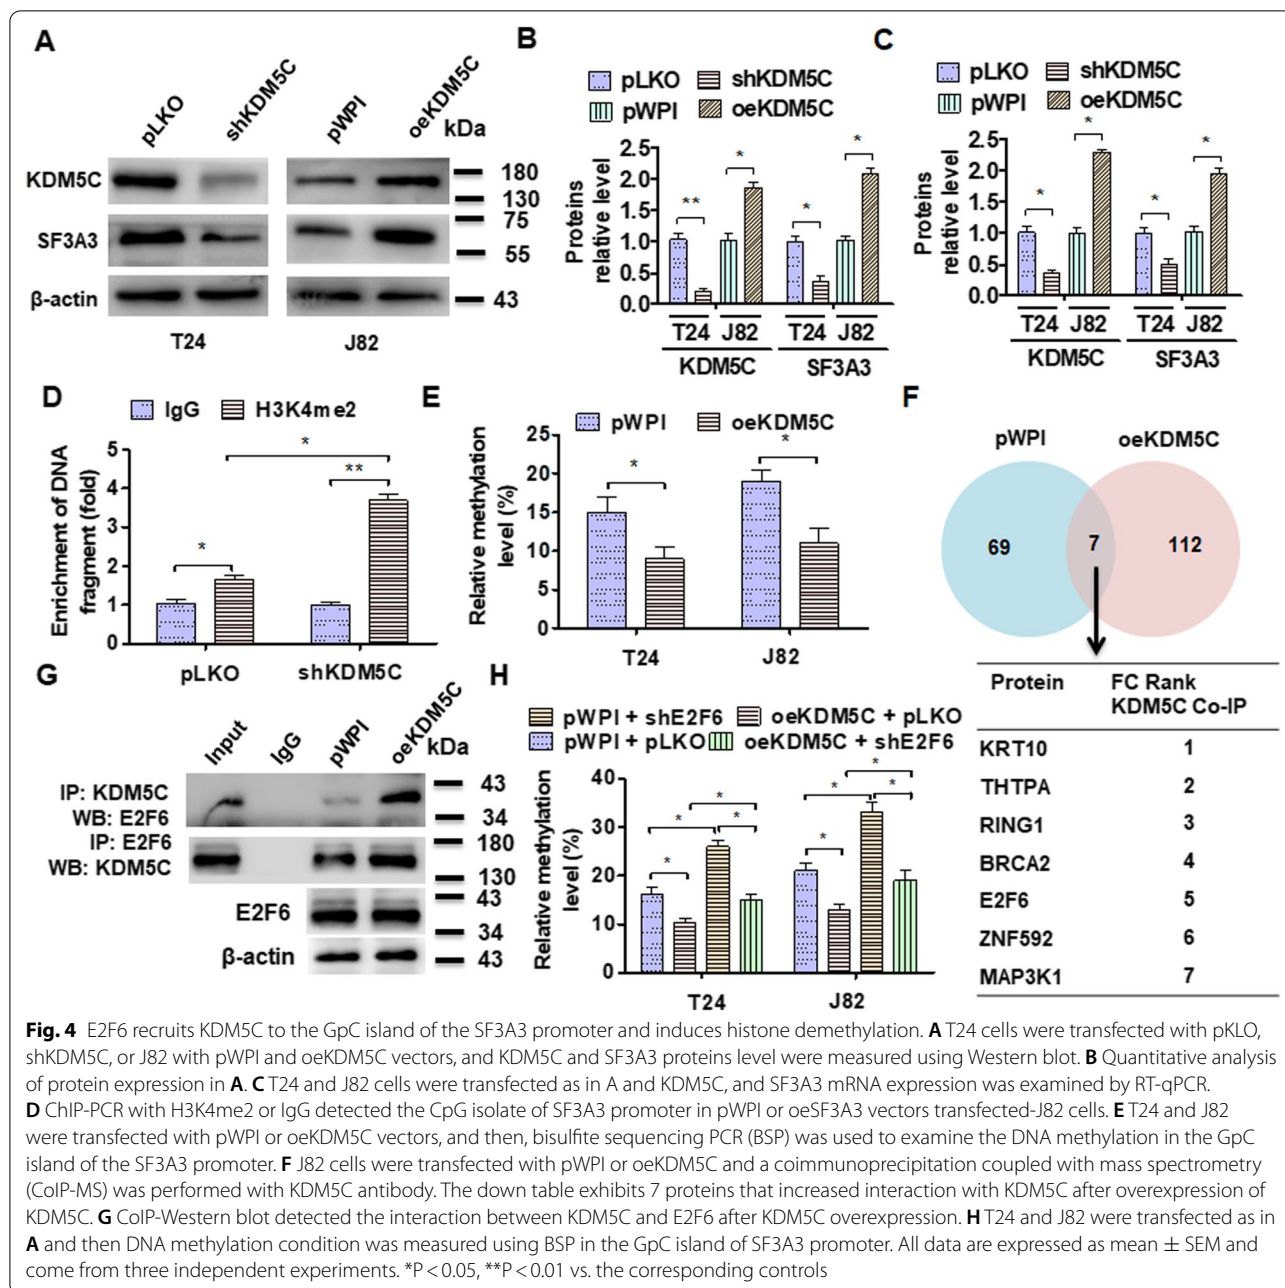 A
pLKO
shKDM5C
pWPI
oeKDM5C
kDa
KDM5C
180
130
SF3A3
75
55
β-actin
43
T24
J82
B
pLKO
shKDM5C
pWPI
oeKDM5C
Proteins
relative level
2.5
2.0
1.5
1.0
0.5
0.0
**
*
*
*
T24
J82
T24
J82
KDM5C
SF3A3
C
pLKO
shKDM5C
pWPI
oeKDM5C
Proteins
relative level
2.5
2.0
1.5
1.0
0.5
0.0
*
*
*
*
T24
J82
T24
J82
KDM5C
SF3A3
D
IgG
H3K4me2
Enrichment of DNA
fragment (fold)
5
4
3
2
1
0
*
*
**
pLKO
shKDM5C
E
pWPI
oeKDM5C
Relative methylation
level (%)
25
20
15
10
5
0
*
*
T24
J82
F
pWPI
oeKDM5C
69
7
112
Protein
FC Rank
KDM5C Co-IP
KRT10 1
THTPA 2
RING1 3
BRCA2 4
E2F6 5
ZNF592 6
MAP3K1 7
G
Input
IgG
pWPI
oeKDM5C
kDa
IP: KDM5C
WB: E2F6
43
34
IP: E2F6
WB: KDM5C
180
130
E2F6
43
34
β-actin
43
H
pWPI + shE2F6
oeKDM5C + pLKO
pWPI + pLKO
oeKDM5C + shE2F6
Relative methylation
level (%)
40
30
20
10
0
*
*
*
*
*
*
*
*
T24
J82
Fig. 4 E2F6 recruits KDM5C to the GpC island of the SF3A3 promoter and induces histone demethylation. A T24 cells were transfected with pKLO,
shKDM5C, or J82 with pWPI and oeKDM5C vectors, and KDM5C and SF3A3 proteins level were measured using Western blot. B Quantitative analysis
of protein expression in A. C T24 and J82 cells were transfected as in A and KDM5C, and SF3A3 mRNA expression was examined by RT-qPCR.
D ChIP-PCR with H3K4me2 or IgG detected the CpG isolate of SF3A3 promoter in pWPI or oeSF3A3 vectors transfected-J82 cells. E T24 and J82
were transfected with pWPI or oeKDM5C vectors, and then, bisulfite sequencing PCR (BSP) was used to examine the DNA methylation in the GpC
island of the SF3A3 promoter. F J82 cells were transfected with pWPI or oeKDM5C and a coimmunoprecipitation coupled with mass spectrometry
(CoIP-MS) was performed with KDM5C antibody. The down table exhibits 7 proteins that increased interaction with KDM5C after overexpression of
KDM5C. G CoIP-Western blot detected the interaction between KDM5C and E2F6 after KDM5C overexpression. H T24 and J82 were transfected as in
A and then DNA methylation condition was measured using BSP in the GpC island of SF3A3 promoter. All data are expressed as mean ± SEM and
come from three independent experiments. *P < 0.05, **P < 0.01 vs. the corresponding controls